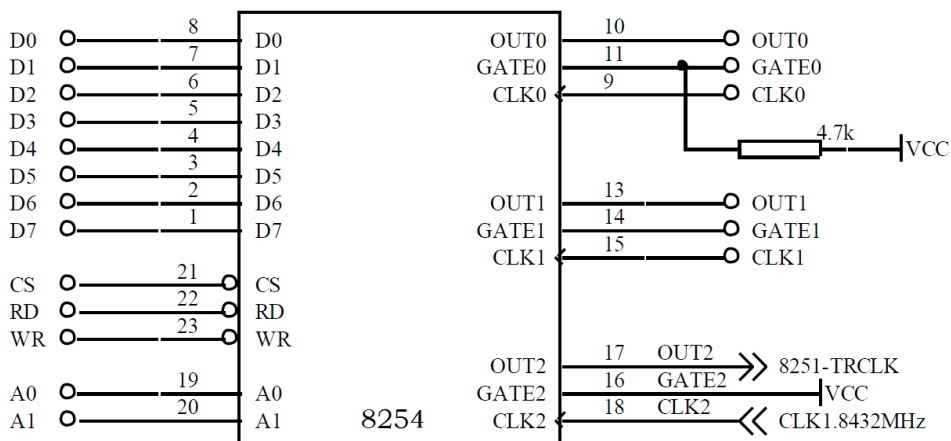 D0 8 D0 OUT0 10 OUT0
D1 7 D1 GATE0 11 GATE0
D2 6 D2 CLK0 9 CLK0
D3 5 D3
D4 4 D4 4.7k VCC
D5 3 D5
D6 2 D6 OUT1 13 OUT1
D7 1 D7 GATE1 14 GATE1
CLK1 15 CLK1
CS 21 CS
RD 22 RD
WR 23 WR
OUT2 17 OUT2 8251-TRCLK
A0 19 A0 GATE2 16 GATE2 VCC
A1 20 A1 8254 CLK2 18 CLK2 CLK1.8432MHz